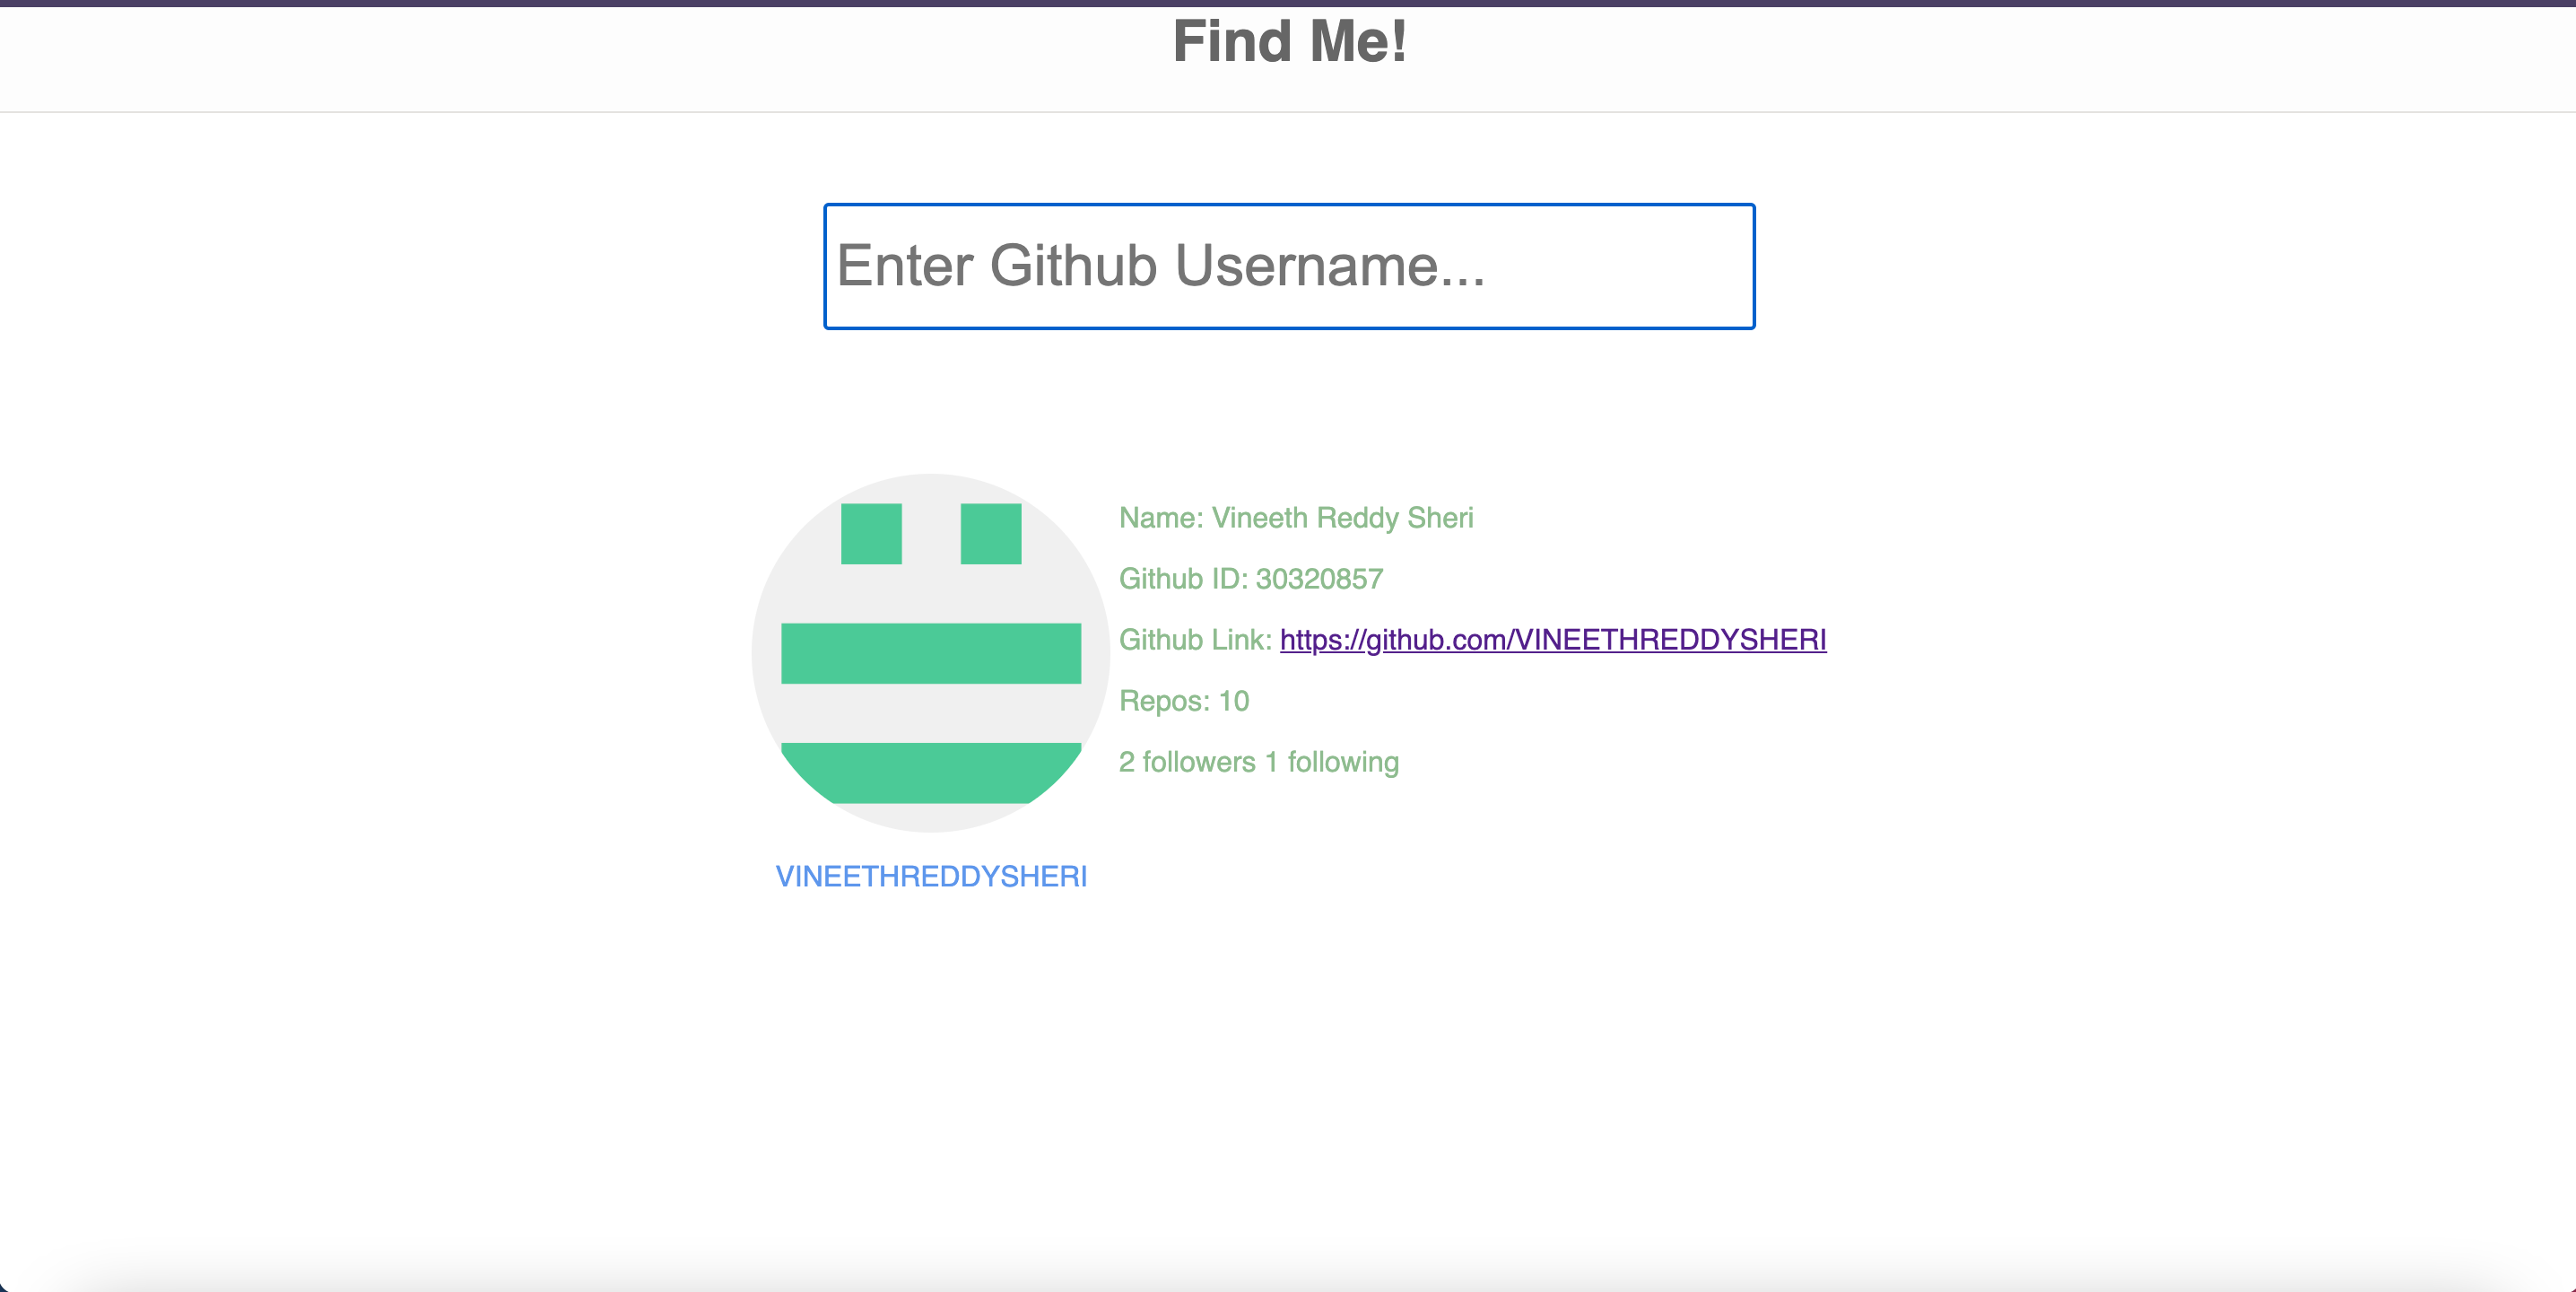 Find Me!
Enter Github Username...
Name: Vineeth Reddy Sheri
Github ID: 30320857
Github Link: https://github.com/VINEETHREDDYSHERI
Repos: 10
2 followers 1 following
VINEETHREDDYSHERI